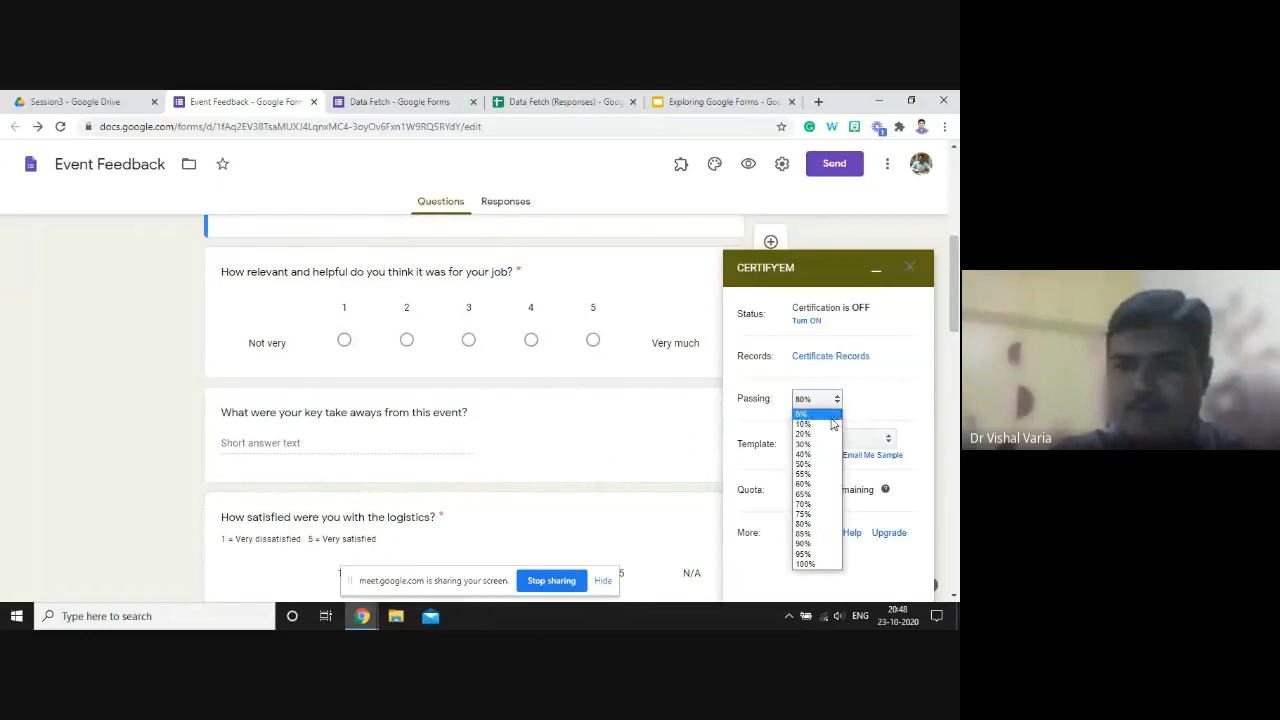 Session3 - Google Drive
Event Feedback - Google Form
Data Fetch - Google Forms
Data Fetch (Responses) - Goo
Exploring Google Forms - Goo
docs.google.com/forms/d/1fAq2EV38TsaMUXJ4LqnxMC4-3oyOv6Fxn1W9RQ5RYdY/edit
Event Feedback
Send
Questions
Responses
How relevant and helpful do you think it was for your job? *
1 2 3 4 5
Not very
Very much
What were your key take aways from this event?
Short answer text
How satisfied were you with the logistics? *
1 = Very dissatisfied 5 = Very satisfied
5 N/A
CERTIFY'EM
Status:
Certification is OFF
Turn ON
Records:
Certificate Records
Passing:
80%
0%
10%
20%
30%
40%
50%
55%
60%
65%
70%
75%
80%
85%
90%
95%
100%
Template:
Email Me Sample
Quota:
maining
More:
Help
Upgrade
meet.google.com is sharing your screen.
Stop sharing
Hide
Type here to search
ENG
20:48
23-10-2020
Dr Vishal Varia